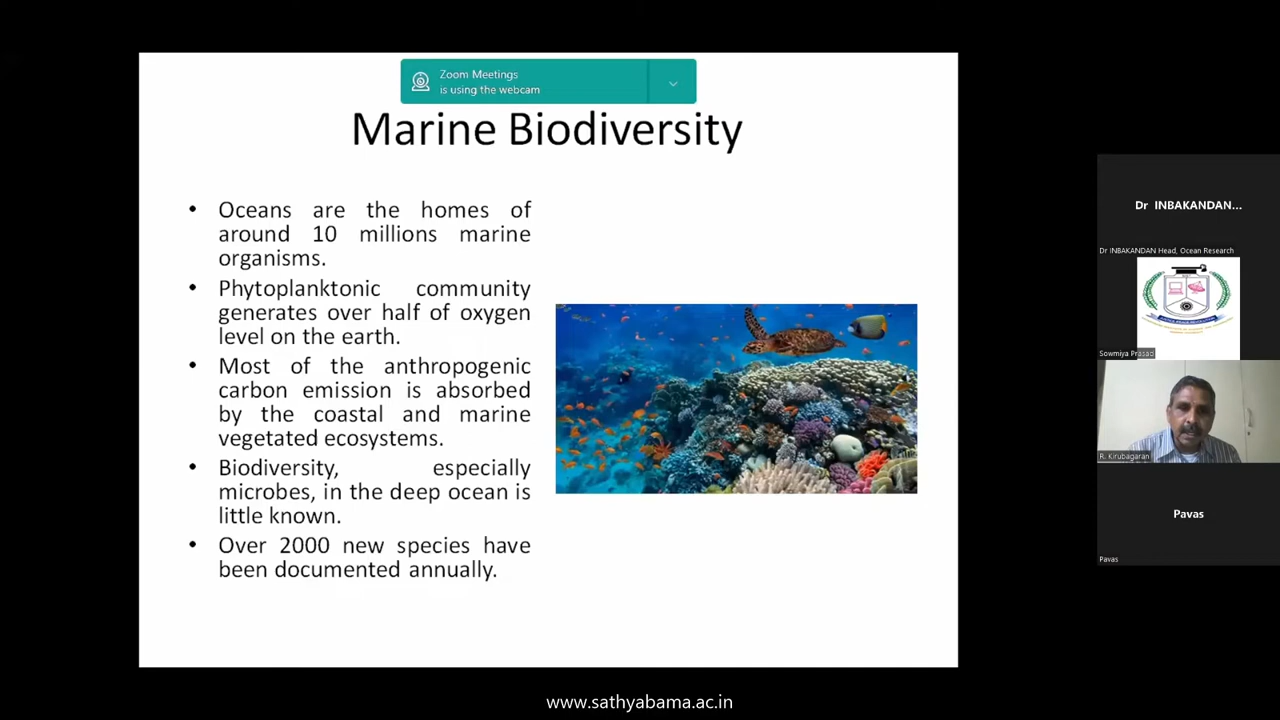 Zoom Meetings
is using the webcam
Marine Biodiversity
• Oceans are the homes of
around 10 millions marine
organisms.
• Phytoplanktonic community
generates over half of oxygen
level on the earth.
• Most of the anthropogenic
carbon emission is absorbed
by the coastal and marine
vegetated ecosystems.
• Biodiversity, especially
microbes, in the deep ocean is
little known.
• Over 2000 new species have
been documented annually.
Dr INBAKANDAN...
Dr INBAKANDAN Head, Ocean Research
Sowmiya Prasad
R. Kirubagaran
Pavas
Pavas
www.sathyabama.ac.in